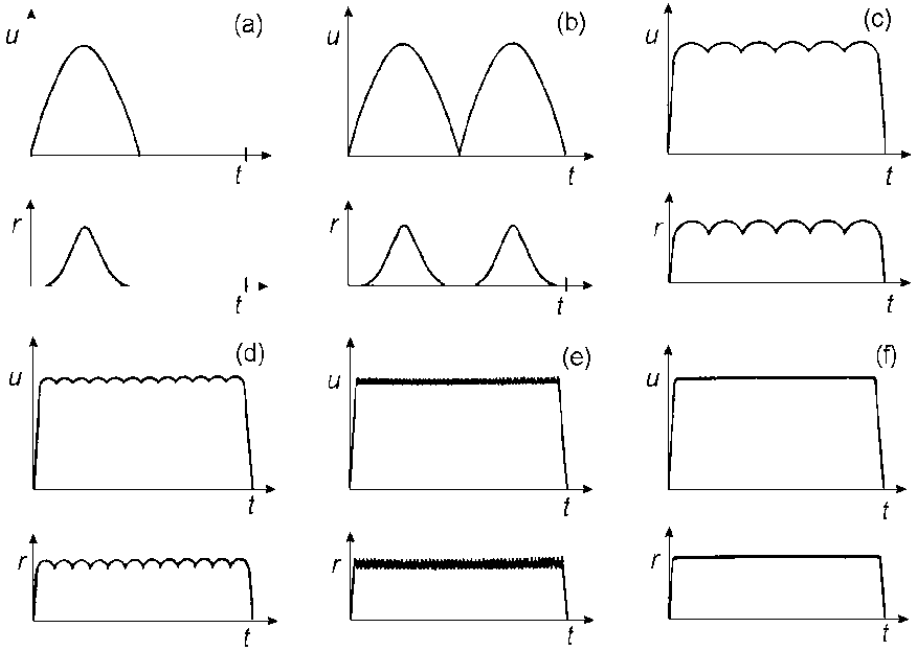 u (a) u (b) u (c)
t t t
r r r
t t t
u (d) u (e) u (f)
t t t
r r r
t t t